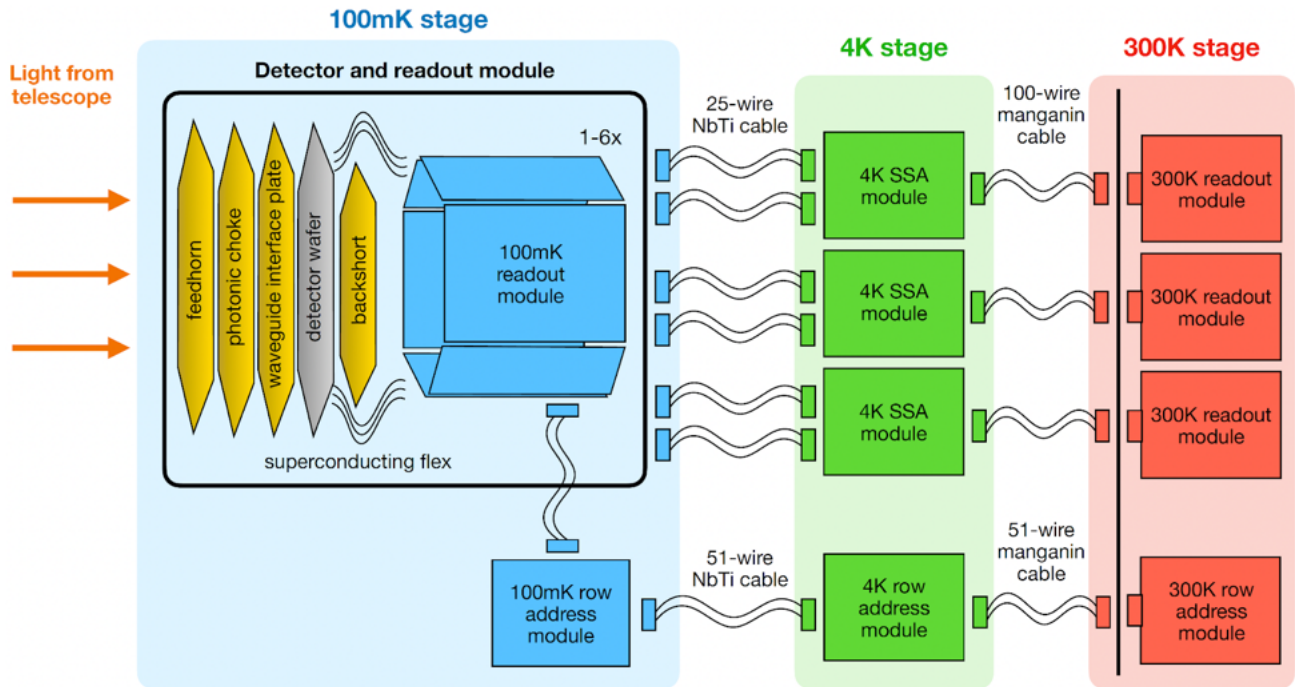 100mK stage
4K stage
300K stage
Light from
telescope
Detector and readout module
1-6x
25-wire
NbTi cable
100-wire
manganin
cable
feedhorn
photonic choke
waveguide interface plate
detector wafer
backshort
100mK
readout
module
superconducting flex
4K SSA
module
300K readout
module
4K SSA
module
300K readout
module
4K SSA
module
300K readout
module
51-wire
NbTi cable
51-wire
manganin
cable
100mK row
address
module
4K row
address
module
300K row
address
module